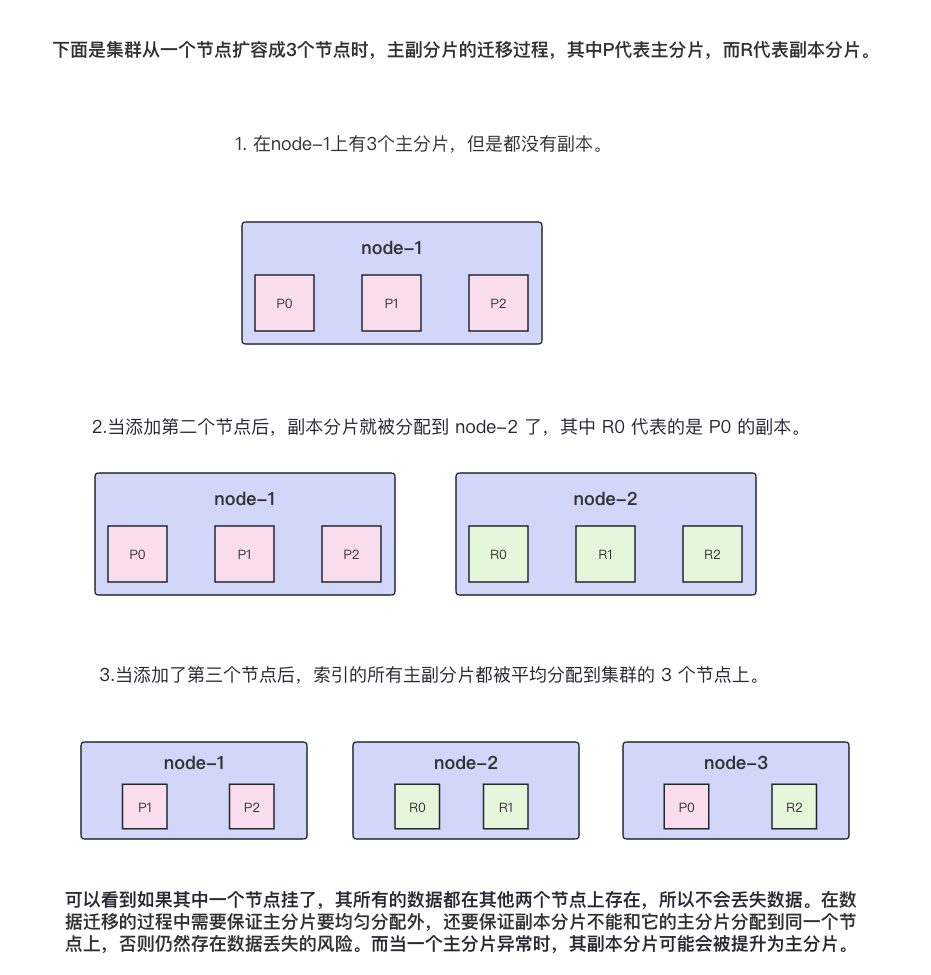 下面是集群从一个节点扩容成3个节点时，主副分片的迁移过程，其中P代表主分片，而R代表副本分片。
1. 在node-1上有3个主分片，但是都没有副本。
node-1
P0 P1 P2
2.当添加第二个节点后，副本分片就被分配到 node-2 了，其中 R0 代表的是 P0 的副本。
node-1 node-2
P0 P1 P2 R0 R1 R2
3.当添加了第三个节点后，索引的所有主副分片都被平均分配到集群的 3 个节点上。
node-1 node-2 node-3
P1 P2 R0 R1 P0 R2
可以看到如果其中一个节点挂了，其所有的数据都在其他两个节点上存在，所以不会丢失数据。在数
据迁移的过程中需要保证主分片要均匀分配外，还要保证副本分片不能和它的主分片分配到同一个节
点上，否则仍然存在数据丢失的风险。而当一个主分片异常时，其副本分片可能会被提升为主分片。